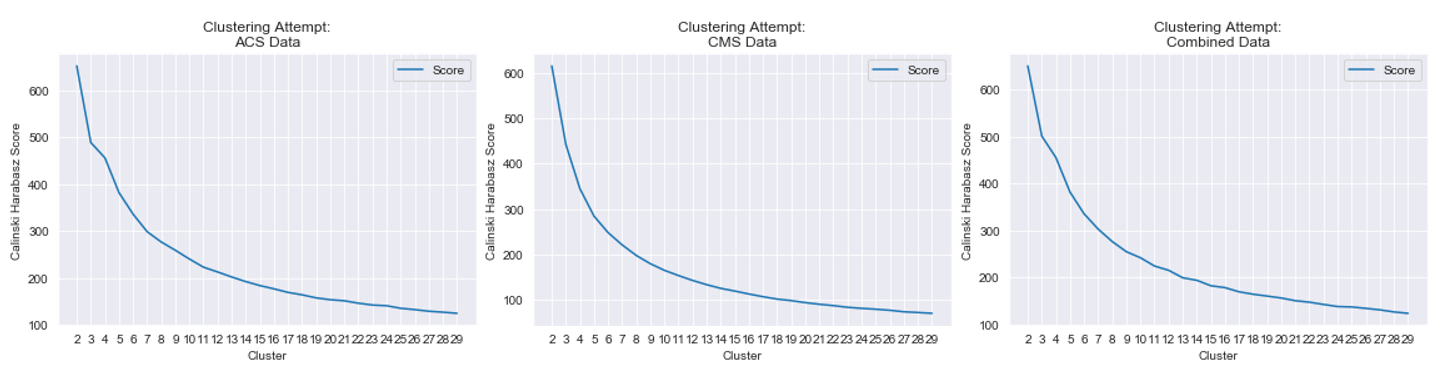 Clustering Attempt:
ACS Data
Score
Calinski Harabasz Score
600
500
400
300
200
100
2 3 4 5 6 7 8 9 10 11 12 13 14 15 16 17 18 19 20 21 22 23 24 25 26 27 28 29
Cluster
Clustering Attempt:
CMS Data
Score
Calinski Harabasz Score
600
500
400
300
200
100
2 3 4 5 6 7 8 9 10 11 12 13 14 15 16 17 18 19 20 21 22 23 24 25 26 27 28 29
Cluster
Clustering Attempt:
Combined Data
Score
Calinski Harabasz Score
600
500
400
300
200
100
2 3 4 5 6 7 8 9 10 11 12 13 14 15 16 17 18 19 20 21 22 23 24 25 26 27 28 29
Cluster